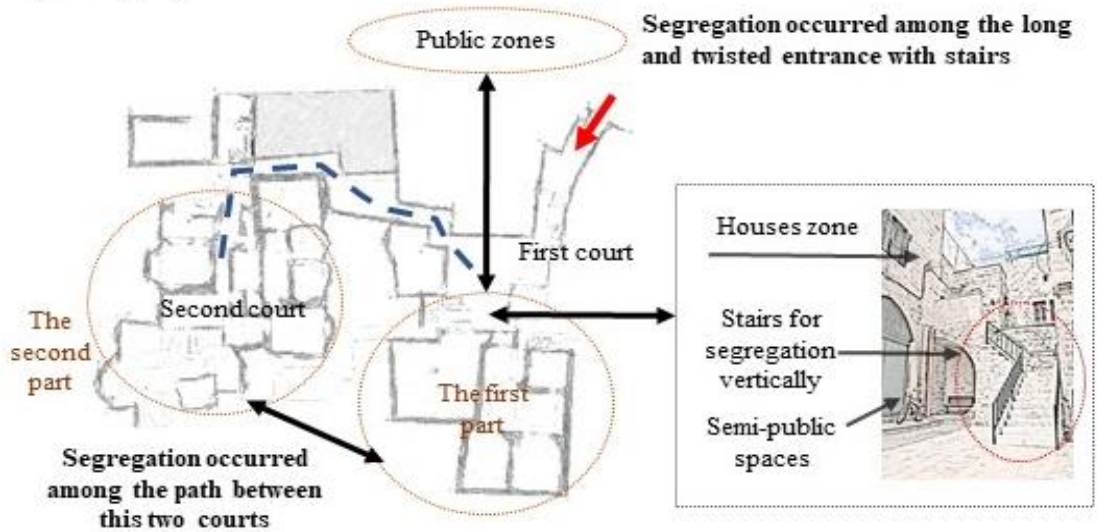 Public zones
Segregation occurred among the long
and twisted entrance with stairs
First court
Second court
The
second
part
The first
part
Segregation occurred
among the path between
this two courts
Houses zone
Stairs for
segregation
vertically
Semi-public
spaces